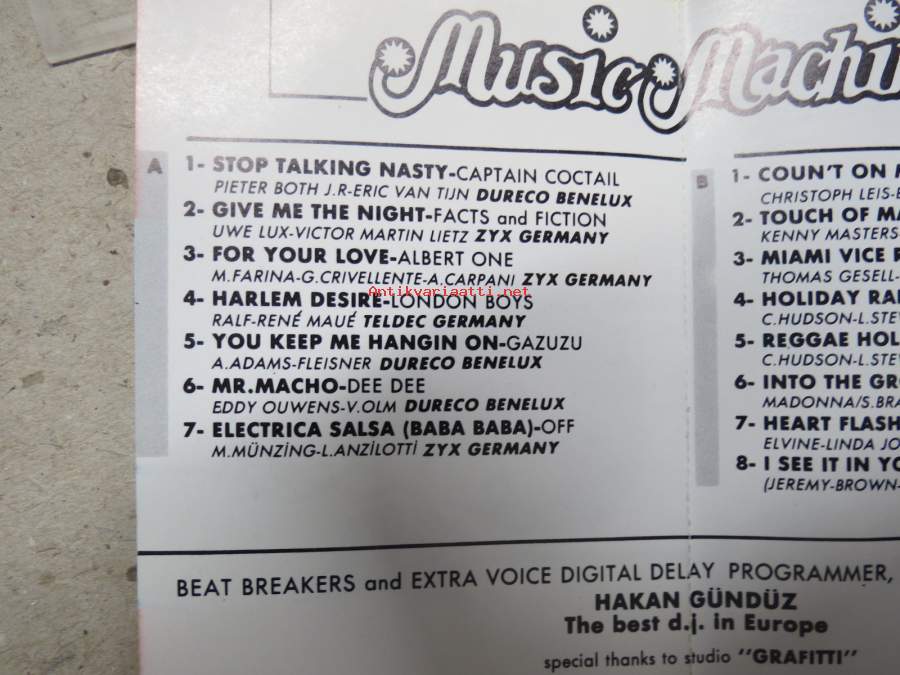 Music Machi
A
1- STOP TALKING NASTY-CAPTAIN COCTAIL
PIETER BOTH J.R-ERIC VAN TIJN DURECO BENELUX
2- GIVE ME THE NIGHT-FACTS and FICTION
UWE LUX-VICTOR MARTIN LIETZ ZYX GERMANY
3- FOR YOUR LOVE-ALBERT ONE
M.FARINA-G.CRIVELLENTE-A.CARPANI ZYX GERMANY
Antikvariaatti.net
4- HARLEM DESIRE-LONDON BOYS
RALF-RENÉ MAUÉ TELDEC GERMANY
5- YOU KEEP ME HANGIN ON-GAZUZU
A.ADAMS-FLEISNER DURECO BENELUX
6- MR.MACHO-DEE DEE
EDDY OUWENS-V.OLM DURECO BENELUX
7- ELECTRICA SALSA (BABA BABA)-OFF
M.MÜNZING-L.ANZILOTTİ ZYX GERMANY
B
1- COUN'T ON
CHRISTOPH LEIS-
2- TOUCH OF MA
KENNY MASTERS-
3- MIAMI VICE
THOMAS GESELL-
4- HOLIDAY RA
C.HUDSON-L.STE
5- REGGAE HOL
C.HUDSON-L.STE
6- INTO THE GR
MADONNA/S.BRA
7- HEART FLASH
ELVINE-LINDA JO
8- I SEE IT IN YO
(JEREMY-BROWN-
BEAT BREAKERS and EXTRA VOICE DIGITAL DELAY PROGRAMMER,
HAKAN GÜNDÜZ
The best d.j. in Europe
special thanks to studio "GRAFITTI"